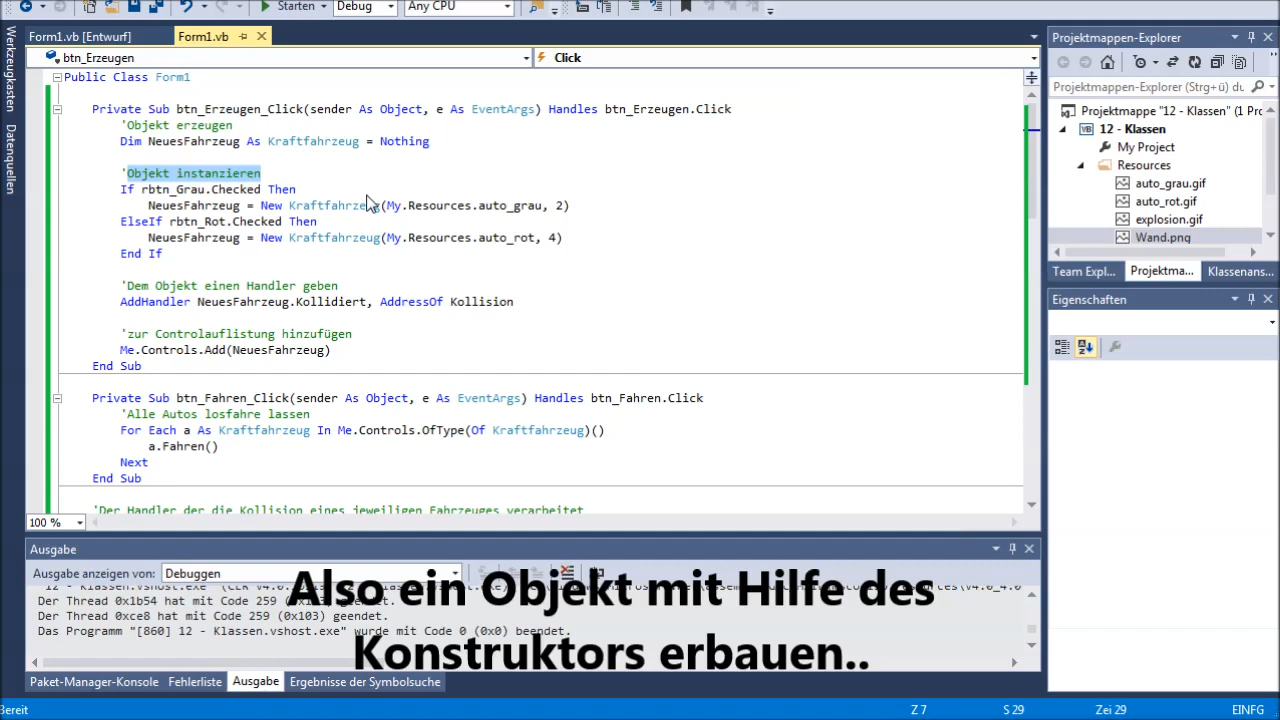 Starten
Debug
Any CPU
Werkzeugkasten
Datenquellen
Form1.vb [Entwurf]
Form1.vb
btn_Erzeugen
Click
Public Class Form1
Private Sub btn_Erzeugen_Click(sender As Object, e As EventArgs) Handles btn_Erzeugen.Click
'Objekt erzeugen
Dim NeuesFahrzeug As Kraftfahrzeug = Nothing
'Objekt instanzieren
If rbtn_Grau.Checked Then
NeuesFahrzeug = New Kraftfahrzeug(My.Resources.auto_grau, 2)
ElseIf rbtn_Rot.Checked Then
NeuesFahrzeug = New Kraftfahrzeug(My.Resources.auto_rot, 4)
End If
'Dem Objekt einen Handler geben
AddHandler NeuesFahrzeug.Kollidiert, AddressOf Kollision
'zur Controlauflistung hinzufügen
Me.Controls.Add(NeuesFahrzeug)
End Sub
Private Sub btn_Fahren_Click(sender As Object, e As EventArgs) Handles btn_Fahren.Click
'Alle Autos losfahre lassen
For Each a As Kraftfahrzeug In Me.Controls.OfType(Of Kraftfahrzeug)()
a.Fahren()
Next
End Sub
'Der Handler der die Kollision eines jeweiligen Fahrzeuges verarbeitet
100 %
Projektmappen-Explorer
Projektmappen-Explorer (Strg+ü) du
Projektmappe "12 - Klassen" (1 Pro
12 - Klassen
My Project
Resources
auto_grau.gif
auto_rot.gif
explosion.gif
Wand.png
Team Expl...
Projektma...
Klassenans...
Eigenschaften
Ausgabe
Ausgabe anzeigen von:
Debuggen
Der Thread 0x1b54 hat mit Code 259 (0x103) geendet.
Der Thread 0xce8 hat mit Code 259 (0x103) geendet.
Das Programm "[860] 12 - Klassen.vshost.exe" wurde mit Code 0 (0x0) beendet.
Also ein Objekt mit Hilfe des
Konstruktors erbauen..
Paket-Manager-Konsole
Fehlerliste
Ausgabe
Ergebnisse der Symbolsuche
Bereit
Z 7
S 29
Zei 29
EINFG